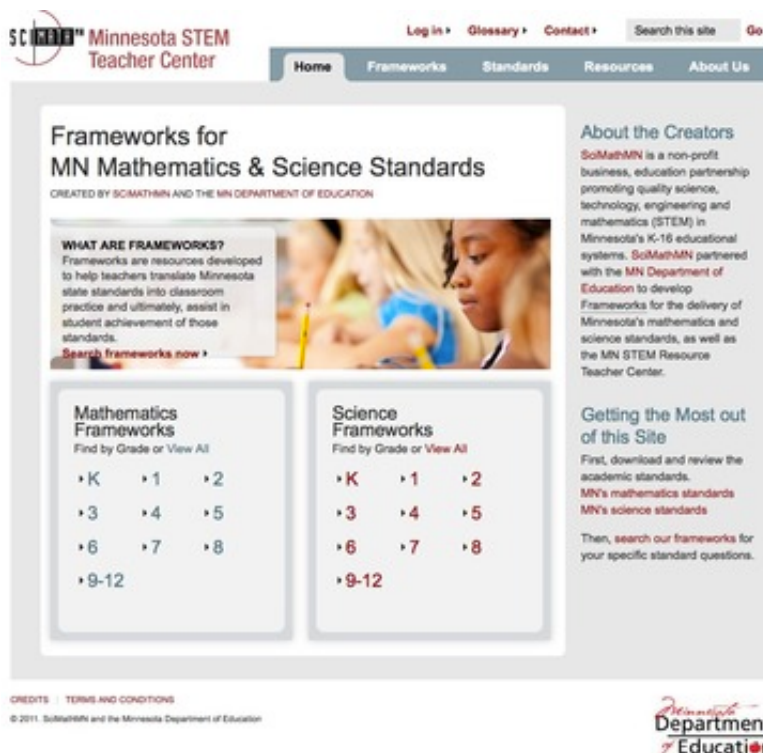 SCIMATH MN Minnesota STEM
Teacher Center
Log in Glossary Contact Search this site Go
Home Frameworks Standards Resources About Us
Frameworks for
MN Mathematics & Science Standards
CREATED BY SCIMATHMN AND THE MN DEPARTMENT OF EDUCATION
WHAT ARE FRAMEWORKS?
Frameworks are resources developed
to help teachers translate Minnesota
state standards into classroom
practice and ultimately, assist in
student achievement of those
standards.
Search frameworks now
Mathematics
Frameworks
Find by Grade or View All
K 1 2
3 4 5
6 7 8
9-12
Science
Frameworks
Find by Grade or View All
K 1 2
3 4 5
6 7 8
9-12
About the Creators
SciMathMN is a non-profit
business, education partnership
promoting quality science,
technology, engineering and
mathematics (STEM) in
Minnesota's K-16 educational
systems. SciMathMN partnered
with the MN Department of
Education to develop
Frameworks for the delivery of
Minnesota's mathematics and
science standards, as well as
the MN STEM Resource
Teacher Center.
Getting the Most out
of this Site
First, download and review the
academic standards.
MN's mathematics standards
MN's science standards
Then, search our frameworks for
your specific standard questions.
CREDITS | TERMS AND CONDITIONS
© 2011. SciMathMN and the Minnesota Department of Education
Minnesota
Departmen
of Educatio